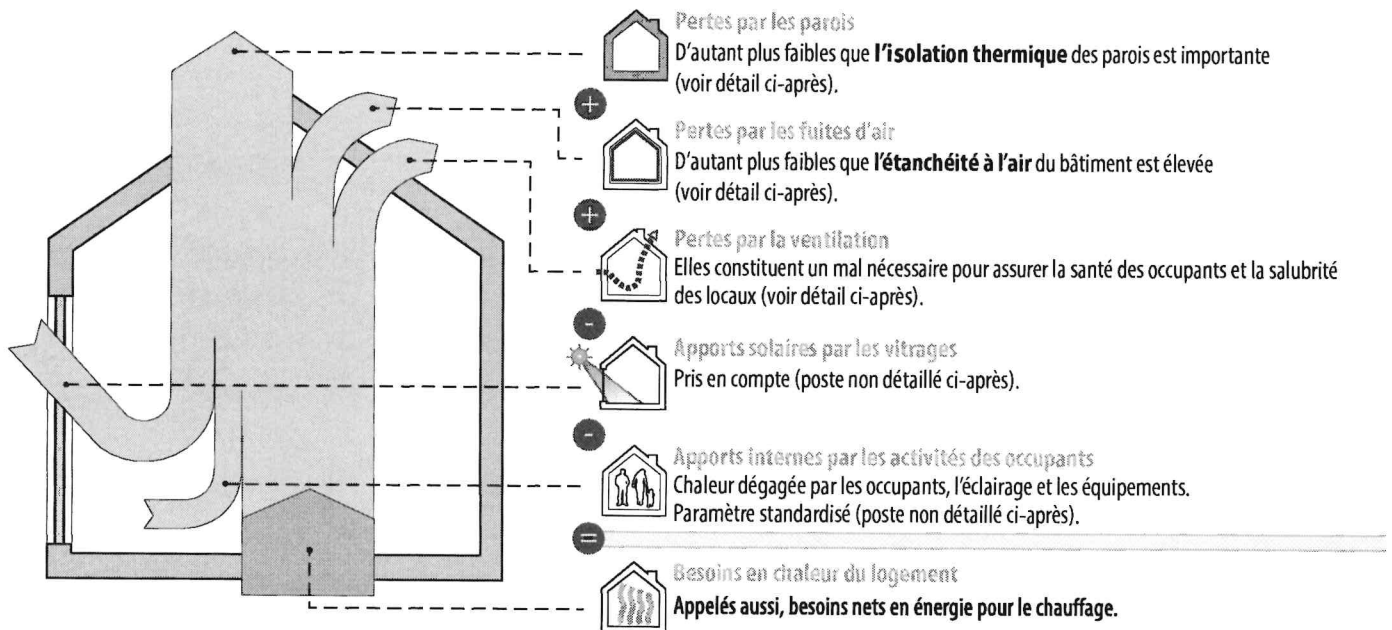 Pertes par les parois
D'autant plus faibles que l'isolation thermique des parois est importante
(voir détail ci-après).
+
Pertes par les fuites d'air
D'autant plus faibles que l'étanchéité à l'air du bâtiment est élevée
(voir détail ci-après).
+
Pertes par la ventilation
Elles constituent un mal nécessaire pour assurer la santé des occupants et la salubrité
des locaux (voir détail ci-après).
-
Apports solaires par les vitrages
Pris en compte (poste non détaillé ci-après).
-
Apports internes par les activités des occupants
Chaleur dégagée par les occupants, l'éclairage et les équipements.
Paramètre standardisé (poste non détaillé ci-après).
=
Besoins en chaleur du logement
Appelés aussi, besoins nets en énergie pour le chauffage.